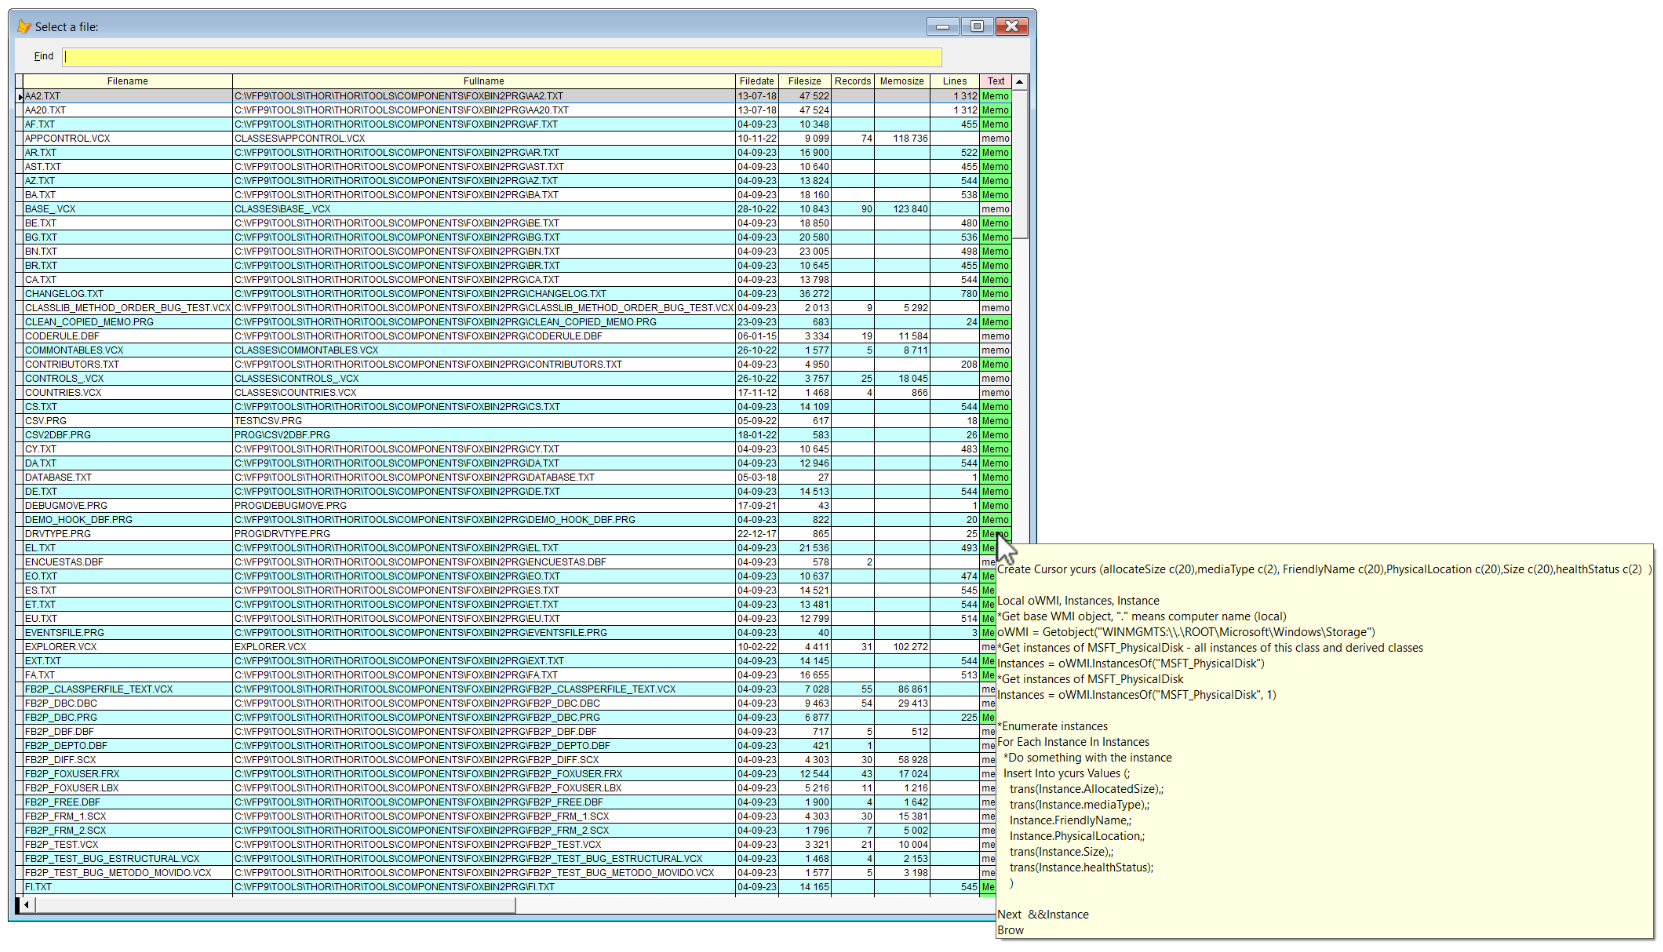 Select a file:
Find
Filename Fullname Filedate Filesize Records Memosize Lines Text
AA2.TXT C:\VFP9\TOOLS\THOR\THOR\TOOLS\COMPONENTS\FOXBIN2PRG\AA2.TXT 13-07-18 47 522 1 312 Memo
AA20.TXT C:\VFP9\TOOLS\THOR\THOR\TOOLS\COMPONENTS\FOXBIN2PRG\AA20.TXT 13-07-18 47 524 1 312 Memo
AF.TXT C:\VFP9\TOOLS\THOR\THOR\TOOLS\COMPONENTS\FOXBIN2PRG\AF.TXT 04-09-23 10 348 455 Memo
APPCONTROL.VCX CLASSES\APPCONTROL.VCX 10-11-22 9 099 74 118 736 memo
AR.TXT C:\VFP9\TOOLS\THOR\THOR\TOOLS\COMPONENTS\FOXBIN2PRG\AR.TXT 04-09-23 16 900 522 Memo
AST.TXT C:\VFP9\TOOLS\THOR\THOR\TOOLS\COMPONENTS\FOXBIN2PRG\AST.TXT 04-09-23 10 640 455 Memo
AZ.TXT C:\VFP9\TOOLS\THOR\THOR\TOOLS\COMPONENTS\FOXBIN2PRG\AZ.TXT 04-09-23 13 824 544 Memo
BA.TXT C:\VFP9\TOOLS\THOR\THOR\TOOLS\COMPONENTS\FOXBIN2PRG\BA.TXT 04-09-23 18 160 538 Memo
BASE_.VCX CLASSES\BASE_.VCX 28-10-22 10 843 90 123 840 memo
BE.TXT C:\VFP9\TOOLS\THOR\THOR\TOOLS\COMPONENTS\FOXBIN2PRG\BE.TXT 04-09-23 18 850 480 Memo
BG.TXT C:\VFP9\TOOLS\THOR\THOR\TOOLS\COMPONENTS\FOXBIN2PRG\BG.TXT 04-09-23 20 580 536 Memo
BN.TXT C:\VFP9\TOOLS\THOR\THOR\TOOLS\COMPONENTS\FOXBIN2PRG\BN.TXT 04-09-23 23 005 498 Memo
BR.TXT C:\VFP9\TOOLS\THOR\THOR\TOOLS\COMPONENTS\FOXBIN2PRG\BR.TXT 04-09-23 10 645 455 Memo
CA.TXT C:\VFP9\TOOLS\THOR\THOR\TOOLS\COMPONENTS\FOXBIN2PRG\CA.TXT 04-09-23 13 798 544 Memo
CHANGELOG.TXT C:\VFP9\TOOLS\THOR\THOR\TOOLS\COMPONENTS\FOXBIN2PRG\CHANGELOG.TXT 04-09-23 36 272 780 Memo
CLASSLIB_METHOD_ORDER_BUG_TEST.VCX C:\VFP9\TOOLS\THOR\THOR\TOOLS\COMPONENTS\FOXBIN2PRG\CLASSLIB_METHOD_ORDER_BUG_TEST.VCX 04-09-23 2 013 9 5 292 memo
CLEAN_COPIED_MEMO.PRG C:\VFP9\TOOLS\THOR\THOR\TOOLS\COMPONENTS\FOXBIN2PRG\CLEAN_COPIED_MEMO.PRG 23-09-23 683 24 Memo
CODERULE.DBF C:\VFP9\TOOLS\THOR\THOR\TOOLS\COMPONENTS\FOXBIN2PRG\CODERULE.DBF 06-01-15 3 334 19 11 584 memo
COMMONTABLES.VCX CLASSES\COMMONTABLES.VCX 26-10-22 1 577 5 8 711 memo
CONTRIBUTORS.TXT C:\VFP9\TOOLS\THOR\THOR\TOOLS\COMPONENTS\FOXBIN2PRG\CONTRIBUTORS.TXT 04-09-23 4 950 208 Memo
CONTROLS_.VCX CLASSES\CONTROLS_.VCX 26-10-22 3 757 25 18 045 memo
COUNTRIES.VCX CLASSES\COUNTRIES.VCX 17-11-12 1 468 4 866 memo
CS.TXT C:\VFP9\TOOLS\THOR\THOR\TOOLS\COMPONENTS\FOXBIN2PRG\CS.TXT 04-09-23 14 109 544 Memo
CSV.PRG TEST\CSV.PRG 05-09-22 617 18 Memo
CSV2DBF.PRG PROG\CSV2DBF.PRG 18-01-22 583 26 Memo
CY.TXT C:\VFP9\TOOLS\THOR\THOR\TOOLS\COMPONENTS\FOXBIN2PRG\CY.TXT 04-09-23 10 645 483 Memo
DA.TXT C:\VFP9\TOOLS\THOR\THOR\TOOLS\COMPONENTS\FOXBIN2PRG\DA.TXT 04-09-23 12 946 544 Memo
DATABASE.TXT C:\VFP9\TOOLS\THOR\THOR\TOOLS\COMPONENTS\FOXBIN2PRG\DATABASE.TXT 05-03-18 27 1 Memo
DE.TXT C:\VFP9\TOOLS\THOR\THOR\TOOLS\COMPONENTS\FOXBIN2PRG\DE.TXT 04-09-23 14 513 544 Memo
DEBUGMOVE.PRG PROG\DEBUGMOVE.PRG 17-09-21 43 1 Memo
DEMO_HOOK_DBF.PRG C:\VFP9\TOOLS\THOR\THOR\TOOLS\COMPONENTS\FOXBIN2PRG\DEMO_HOOK_DBF.PRG 04-09-23 822 20 Memo
DRVTYPE.PRG PROG\DRVTYPE.PRG 22-12-17 865 25 Memo
EL.TXT C:\VFP9\TOOLS\THOR\THOR\TOOLS\COMPONENTS\FOXBIN2PRG\EL.TXT 04-09-23 21 536 493 Me
ENCUESTAS.DBF C:\VFP9\TOOLS\THOR\THOR\TOOLS\COMPONENTS\FOXBIN2PRG\ENCUESTAS.DBF 04-09-23 578 2 me
EO.TXT C:\VFP9\TOOLS\THOR\THOR\TOOLS\COMPONENTS\FOXBIN2PRG\EO.TXT 04-09-23 10 637 474 Me
ES.TXT C:\VFP9\TOOLS\THOR\THOR\TOOLS\COMPONENTS\FOXBIN2PRG\ES.TXT 04-09-23 14 521 545 Me
ET.TXT C:\VFP9\TOOLS\THOR\THOR\TOOLS\COMPONENTS\FOXBIN2PRG\ET.TXT 04-09-23 13 481 544 Me
EU.TXT C:\VFP9\TOOLS\THOR\THOR\TOOLS\COMPONENTS\FOXBIN2PRG\EU.TXT 04-09-23 12 799 514 Me
EVENTSFILE.PRG C:\VFP9\TOOLS\THOR\THOR\TOOLS\COMPONENTS\FOXBIN2PRG\EVENTSFILE.PRG 04-09-23 40 3 Me
EXPLORER.VCX EXPLORER.VCX 10-02-22 4 411 31 102 272 me
EXT.TXT C:\VFP9\TOOLS\THOR\THOR\TOOLS\COMPONENTS\FOXBIN2PRG\EXT.TXT 04-09-23 14 145 544 Me
FA.TXT C:\VFP9\TOOLS\THOR\THOR\TOOLS\COMPONENTS\FOXBIN2PRG\FA.TXT 04-09-23 16 655 513 Me
FB2P_CLASSPERFILE_TEXT.VCX C:\VFP9\TOOLS\THOR\THOR\TOOLS\COMPONENTS\FOXBIN2PRG\FB2P_CLASSPERFILE_TEXT.VCX 04-09-23 7 028 55 86 861 me
FB2P_DBC.DBC C:\VFP9\TOOLS\THOR\THOR\TOOLS\COMPONENTS\FOXBIN2PRG\FB2P_DBC.DBC 04-09-23 9 463 54 29 413 me
FB2P_DBC.PRG C:\VFP9\TOOLS\THOR\THOR\TOOLS\COMPONENTS\FOXBIN2PRG\FB2P_DBC.PRG 04-09-23 6 877 225 Me
FB2P_DBF.DBF C:\VFP9\TOOLS\THOR\THOR\TOOLS\COMPONENTS\FOXBIN2PRG\FB2P_DBF.DBF 04-09-23 717 5 512 me
FB2P_DEPTO.DBF C:\VFP9\TOOLS\THOR\THOR\TOOLS\COMPONENTS\FOXBIN2PRG\FB2P_DEPTO.DBF 04-09-23 421 1 me
FB2P_DIFF.SCX C:\VFP9\TOOLS\THOR\THOR\TOOLS\COMPONENTS\FOXBIN2PRG\FB2P_DIFF.SCX 04-09-23 4 303 30 58 928 me
FB2P_FOXUSER.FRX C:\VFP9\TOOLS\THOR\THOR\TOOLS\COMPONENTS\FOXBIN2PRG\FB2P_FOXUSER.FRX 04-09-23 12 544 43 17 024 me
FB2P_FOXUSER.LBX C:\VFP9\TOOLS\THOR\THOR\TOOLS\COMPONENTS\FOXBIN2PRG\FB2P_FOXUSER.LBX 04-09-23 5 216 11 1 216 me
FB2P_FREE.DBF C:\VFP9\TOOLS\THOR\THOR\TOOLS\COMPONENTS\FOXBIN2PRG\FB2P_FREE.DBF 04-09-23 1 900 4 1 642 me
FB2P_FRM_1.SCX C:\VFP9\TOOLS\THOR\THOR\TOOLS\COMPONENTS\FOXBIN2PRG\FB2P_FRM_1.SCX 04-09-23 4 303 30 15 381 me
FB2P_FRM_2.SCX C:\VFP9\TOOLS\THOR\THOR\TOOLS\COMPONENTS\FOXBIN2PRG\FB2P_FRM_2.SCX 04-09-23 1 796 7 5 002 me
FB2P_TEST.VCX C:\VFP9\TOOLS\THOR\THOR\TOOLS\COMPONENTS\FOXBIN2PRG\FB2P_TEST.VCX 04-09-23 3 321 21 10 004 me
FB2P_TEST_BUG_ESTRUCTURAL.VCX C:\VFP9\TOOLS\THOR\THOR\TOOLS\COMPONENTS\FOXBIN2PRG\FB2P_TEST_BUG_ESTRUCTURAL.VCX 04-09-23 1 468 4 2 153 me
FB2P_TEST_BUG_METODO_MOVIDO.VCX C:\VFP9\TOOLS\THOR\THOR\TOOLS\COMPONENTS\FOXBIN2PRG\FB2P_TEST_BUG_METODO_MOVIDO.VCX 04-09-23 1 577 5 3 198 me
FI.TXT C:\VFP9\TOOLS\THOR\THOR\TOOLS\COMPONENTS\FOXBIN2PRG\FI.TXT 04-09-23 14 165 545 Me
Create Cursor ycurs (allocateSize c(20),mediaType c(2), FriendlyName c(20),PhysicalLocation c(20),Size c(20),healthStatus c(2) )
Local oWMI, Instances, Instance
*Get base WMI object, "." means computer name (local)
oWMI = Getobject("WINMGMTS:\\.\ROOT\Microsoft\Windows\Storage")
*Get instances of MSFT_PhysicalDisk - all instances of this class and derived classes
Instances = oWMI.InstancesOf("MSFT_PhysicalDisk")
*Get instances of MSFT_PhysicalDisk
Instances = oWMI.InstancesOf("MSFT_PhysicalDisk", 1)
*Enumerate instances
For Each Instance In Instances
*Do something with the instance
Insert Into ycurs Values (;
trans(Instance.AllocatedSize),;
trans(Instance.mediaType),;
Instance.FriendlyName,;
Instance.PhysicalLocation,;
trans(Instance.Size),;
trans(Instance.healthStatus);
)
Next &&Instance
Brow